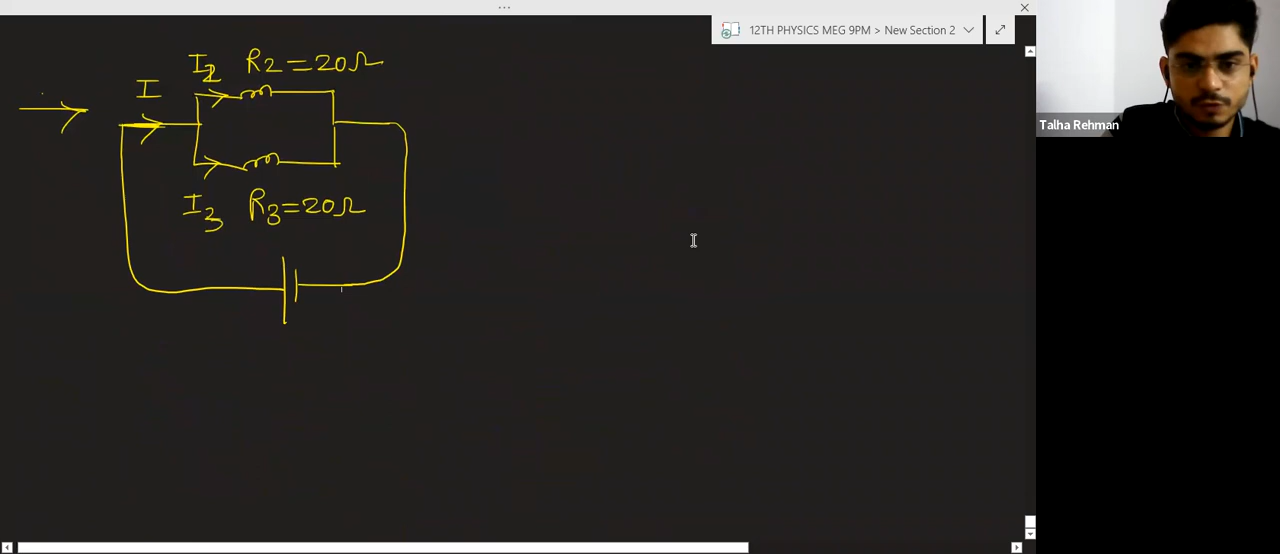 12TH PHYSICS MEG 9PM > New Section 2
Talha Rehman
I₂ R2=20Ω
I
I₃ R₃=20Ω